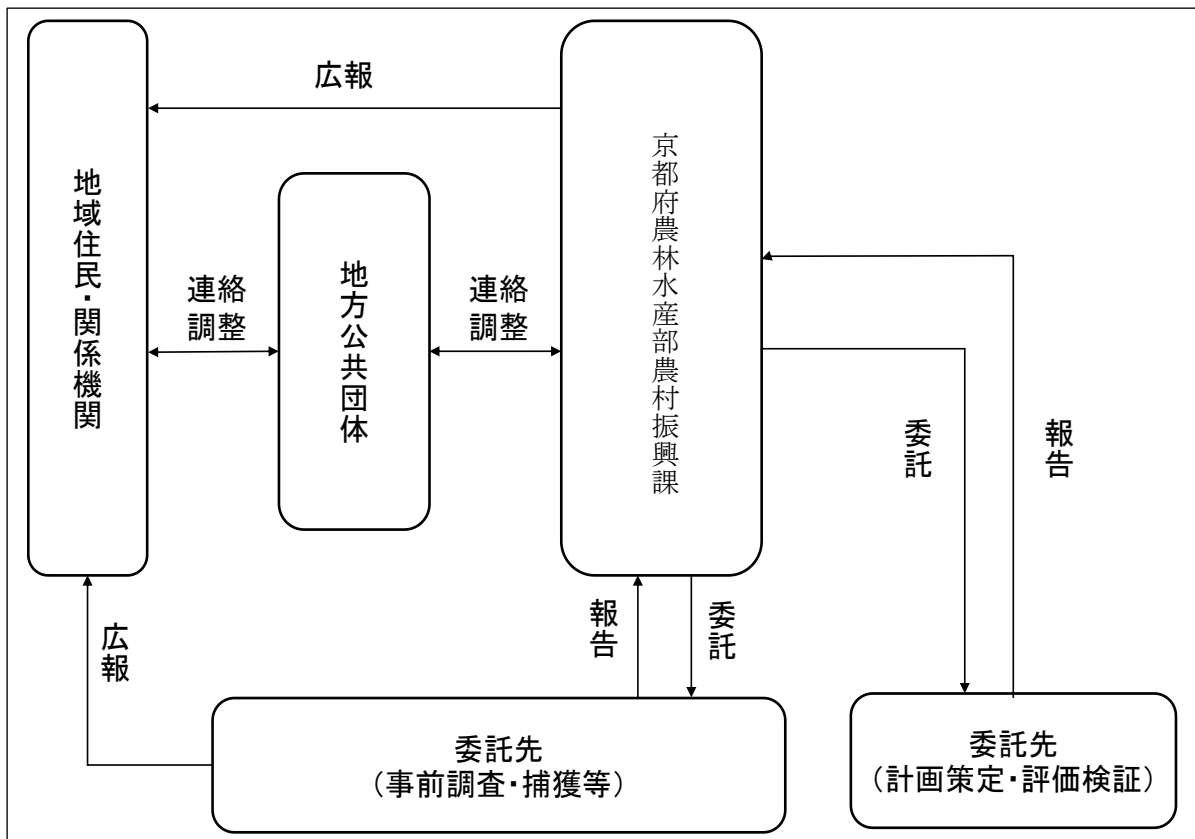 広報
地域住民・関係機関
連絡
調整
地方公共団体
連絡
調整
京都府農林水産部農村振興課
委託
報告
広報
報告
委託
委託先
（事前調査・捕獲等）
委託先
（計画策定・評価検証）